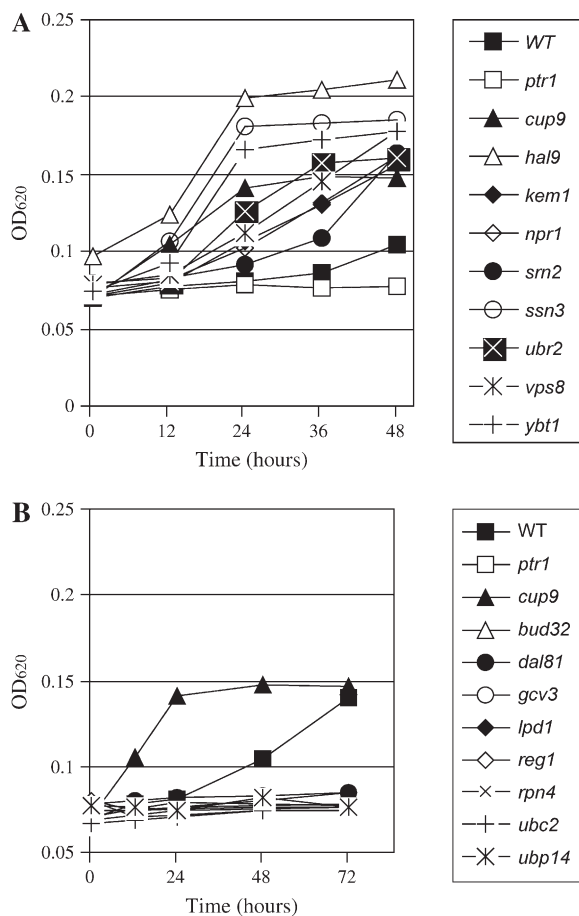 A
0.25
0.2
0.15
0.1
0.05
0
OD620
0 12 24 36 48
Time (hours)
WT
ptr1
cup9
hal9
kem1
npr1
srn2
ssn3
ubr2
vps8
ybt1
B
0.25
0.2
0.15
0.1
0.05
OD620
0 24 48 72
Time (hours)
WT
ptr1
cup9
bud32
dal81
gcv3
lpd1
reg1
rpn4
ubc2
ubp14